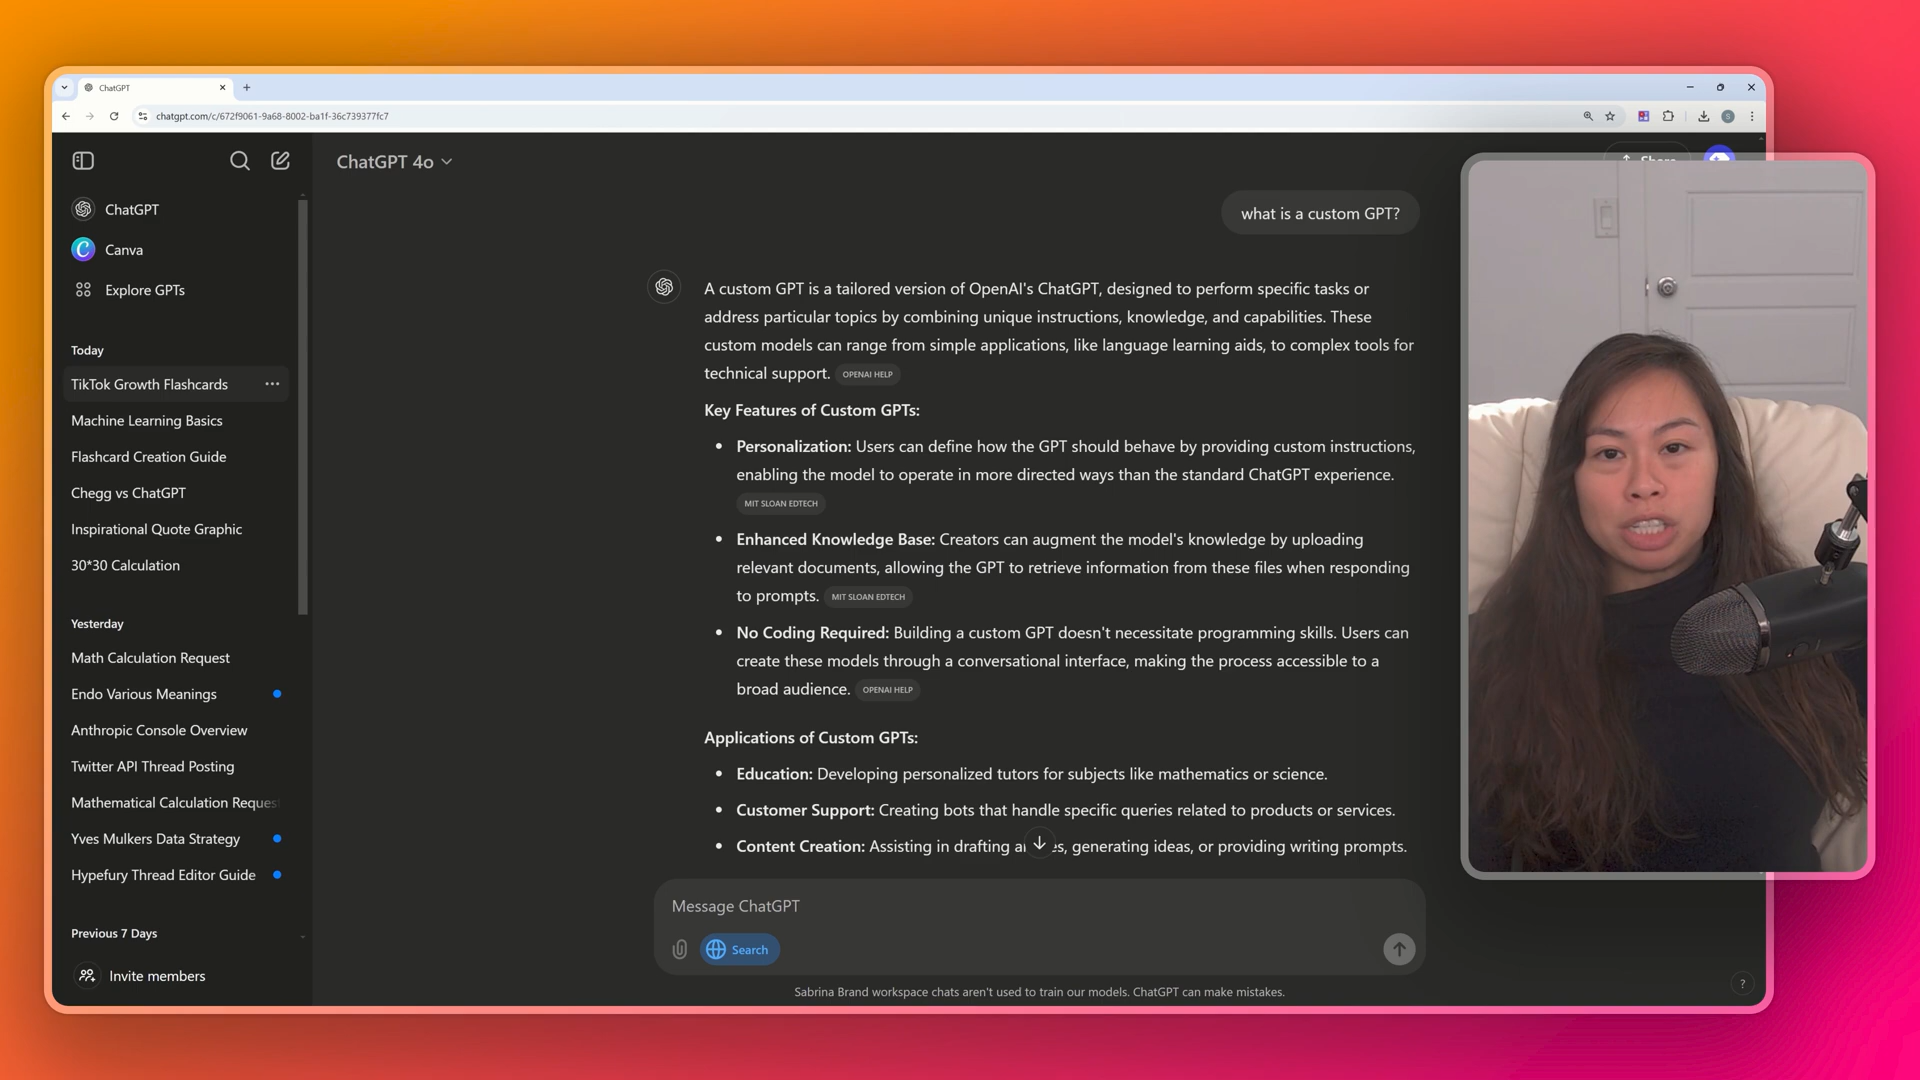 ChatGPT
chatgpt.com/c/672f9061-9a68-8002-ba1f-36c739377fc7
ChatGPT
Canva
Explore GPTs
Today
TikTok Growth Flashcards
Machine Learning Basics
Flashcard Creation Guide
Chegg vs ChatGPT
Inspirational Quote Graphic
30*30 Calculation
Yesterday
Math Calculation Request
Endo Various Meanings
Anthropic Console Overview
Twitter API Thread Posting
Mathematical Calculation Reques
Yves Mulkers Data Strategy
Hypefury Thread Editor Guide
Previous 7 Days
Invite members
ChatGPT 4o
Share
what is a custom GPT?
A custom GPT is a tailored version of OpenAI's ChatGPT, designed to perform specific tasks or
address particular topics by combining unique instructions, knowledge, and capabilities. These
custom models can range from simple applications, like language learning aids, to complex tools for
technical support. OPENAI HELP
Key Features of Custom GPTs:
• Personalization: Users can define how the GPT should behave by providing custom instructions,
enabling the model to operate in more directed ways than the standard ChatGPT experience.
MIT SLOAN EDTECH
• Enhanced Knowledge Base: Creators can augment the model's knowledge by uploading
relevant documents, allowing the GPT to retrieve information from these files when responding
to prompts. MIT SLOAN EDTECH
• No Coding Required: Building a custom GPT doesn't necessitate programming skills. Users can
create these models through a conversational interface, making the process accessible to a
broad audience. OPENAI HELP
Applications of Custom GPTs:
• Education: Developing personalized tutors for subjects like mathematics or science.
• Customer Support: Creating bots that handle specific queries related to products or services.
• Content Creation: Assisting in drafting generating ideas, or providing writing prompts.
Message ChatGPT
Search
Sabrina Brand workspace chats aren't used to train our models. ChatGPT can make mistakes.
?